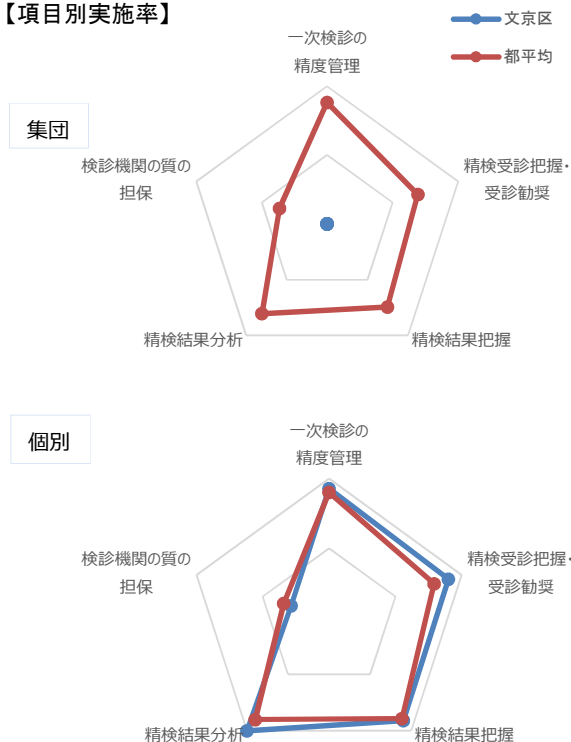 【項目別実施率】
文京区
都平均
集団
一次検診の
精度管理
精検受診把握・
受診勧奨
精検結果把握
精検結果分析
検診機関の質の
担保
個別
一次検診の
精度管理
精検受診把握・
受診勧奨
精検結果把握
精検結果分析
検診機関の質の
担保